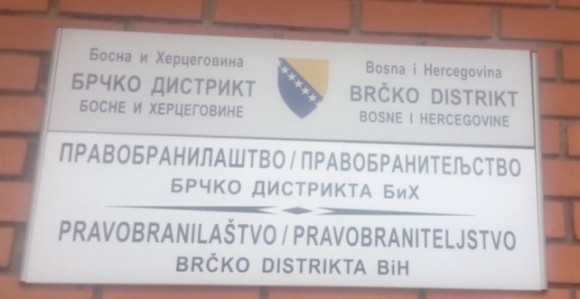 Босна и Херцеговина
БРЧКО ДИСТРИКТ
БОСНЕ И ХЕРЦЕГОВИНЕ
Bosna i Hercegovina
BRČKO DISTRIKT
BOSNE I HERCEGOVINE
ПРАВОБРАНИЛАШТВО / ПРАВОБРАНИТЕЉСТВО
БРЧКО ДИСТРИКТА БиХ
PRAVOBRANILAŠTVO / PRAVOBRANITELJSTVO
BRČKO DISTRIKTA BiH